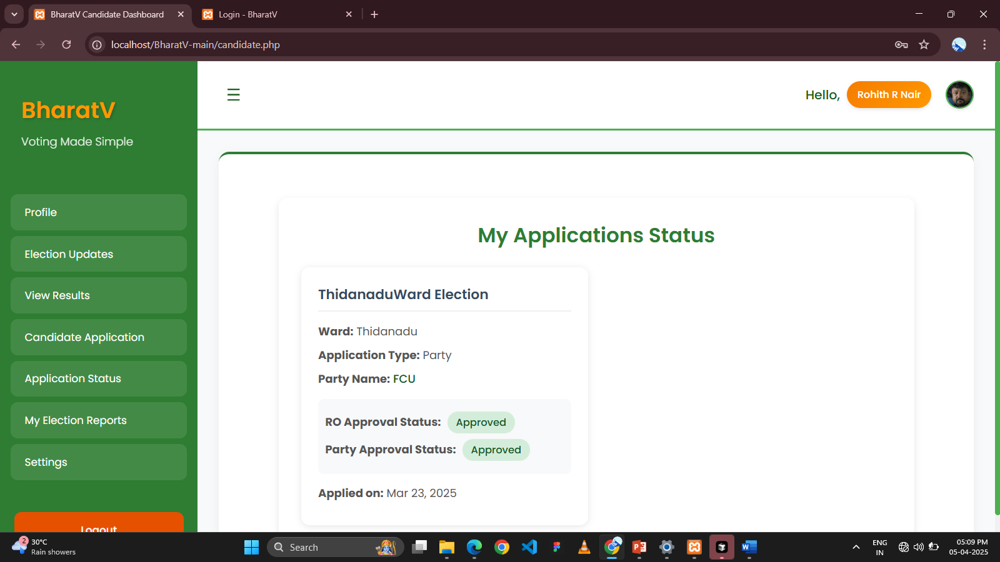 BharatV Candidate Dashboard
Login - BharatV
localhost/BharatV-main/candidate.php
BharatV
Voting Made Simple
Profile
Election Updates
View Results
Candidate Application
Application Status
My Election Reports
Settings
Logout
Hello, Rohith R Nair
My Applications Status
ThidanaduWard Election
Ward: Thidanadu
Application Type: Party
Party Name: FCU
RO Approval Status: Approved
Party Approval Status: Approved
Applied on: Mar 23, 2025
2
30°C
Rain showers
Search
ENG
IN
05:09 PM
05-04-2025